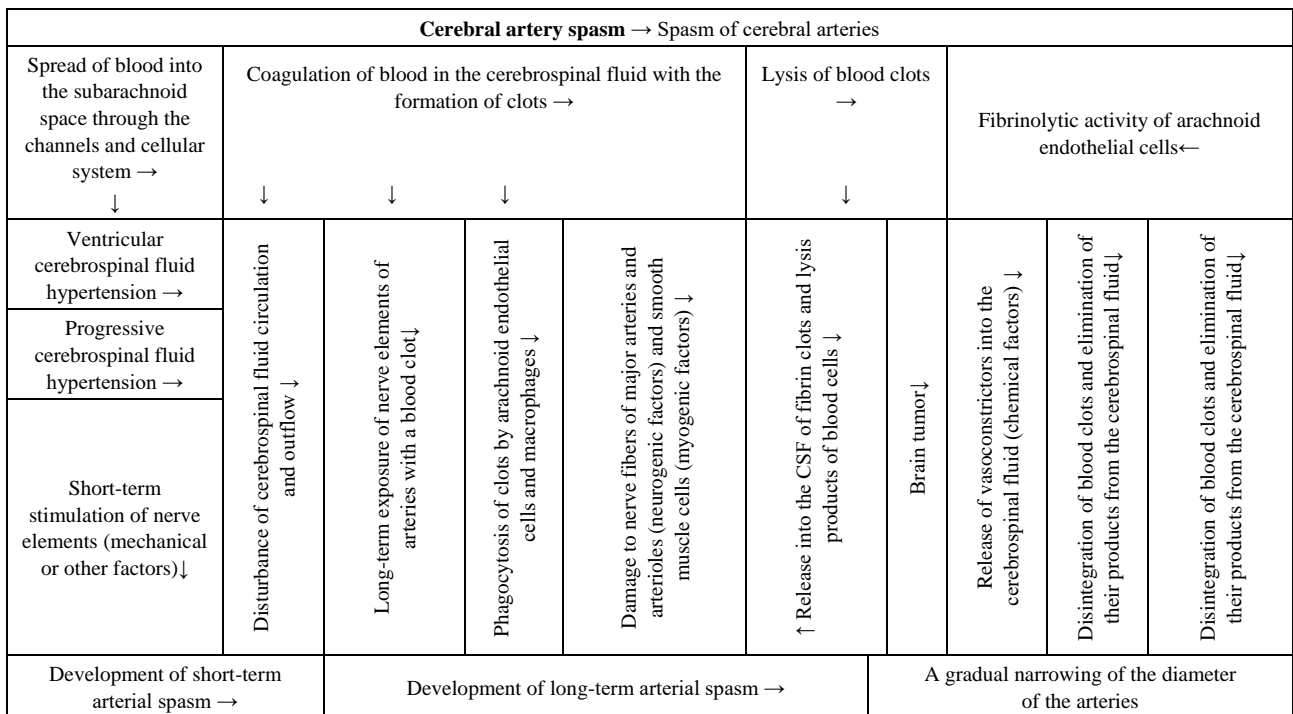 Cerebral artery spasm → Spasm of cerebral arteries
Spread of blood into
the subarachnoid
space through the
channels and cellular
system →
↓
Coagulation of blood in the cerebrospinal fluid with the
formation of clots →
↓ ↓ ↓
Lysis of blood clots
→
↓
Fibrinolytic activity of arachnoid
endothelial cells←
Ventricular
cerebrospinal fluid
hypertension →
Progressive
cerebrospinal fluid
hypertension →
Short-term
stimulation of nerve
elements (mechanical
or other factors)↓
Disturbance of cerebrospinal fluid circulation
and outflow ↓
Long-term exposure of nerve elements of
arteries with a blood clot↓
Phagocytosis of clots by arachnoid endothelial
cells and macrophages ↓
Damage to nerve fibers of major arteries and
arterioles (neurogenic factors) and smooth
muscle cells (myogenic factors) ↓
↑ Release into the CSF of fibrin clots and lysis
products of blood cells ↓
Brain tumor↓
Release of vasoconstrictors into the
cerebrospinal fluid (chemical factors) ↓
Disintegration of blood clots and elimination of
their products from the cerebrospinal fluid↓
Disintegration of blood clots and elimination of
their products from the cerebrospinal fluid↓
Development of short-term
arterial spasm →
Development of long-term arterial spasm →
A gradual narrowing of the diameter
of the arteries